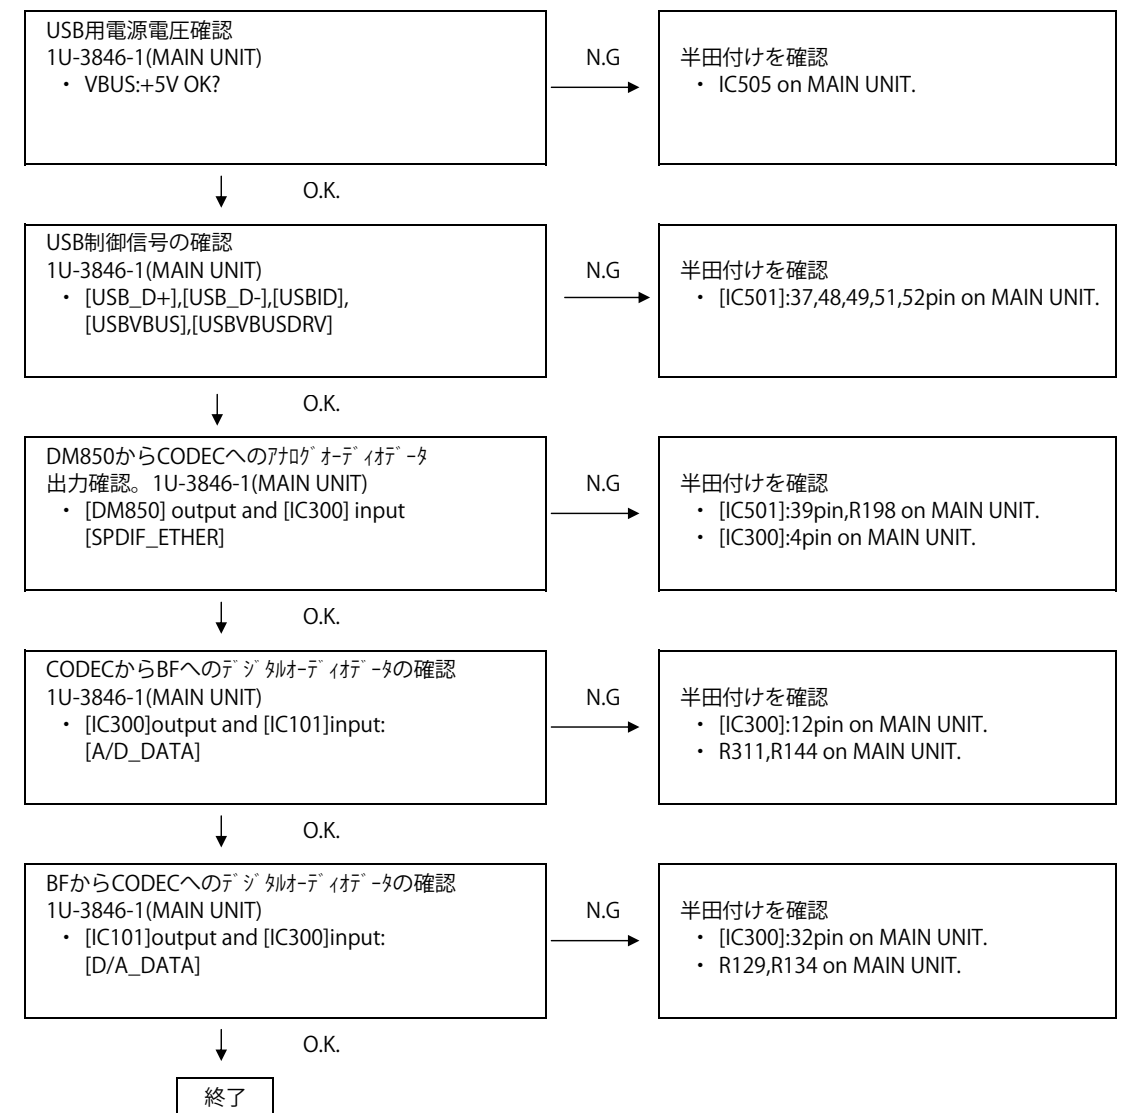 USB用電源電圧確認
1U-3846-1(MAIN UNIT)
・ VBUS:+5V OK?
N.G
半田付けを確認
・ IC505 on MAIN UNIT.
O.K.
USB制御信号の確認
1U-3846-1(MAIN UNIT)
・ [USB_D+],[USB_D-],[USBID],
[USBVBUS],[USBVBUSDRV]
N.G
半田付けを確認
・ [IC501]:37,48,49,51,52pin on MAIN UNIT.
O.K.
DM850からCODECへのｱﾅﾛｸﾞｵｰﾃﾞｨｵﾃﾞｰﾀ
出力確認。1U-3846-1(MAIN UNIT)
・ [DM850] output and [IC300] input
[SPDIF_ETHER]
N.G
半田付けを確認
・ [IC501]:39pin,R198 on MAIN UNIT.
・ [IC300]:4pin on MAIN UNIT.
O.K.
CODECからBFへのﾃﾞｼﾞﾀﾙｵｰﾃﾞｨｵﾃﾞｰﾀの確認
1U-3846-1(MAIN UNIT)
・ [IC300]output and [IC101]input:
[A/D_DATA]
N.G
半田付けを確認
・ [IC300]:12pin on MAIN UNIT.
・ R311,R144 on MAIN UNIT.
O.K.
BFからCODECへのﾃﾞｼﾞﾀﾙｵｰﾃﾞｨｵﾃﾞｰﾀの確認
1U-3846-1(MAIN UNIT)
・ [IC101]output and [IC300]input:
[D/A_DATA]
N.G
半田付けを確認
・ [IC300]:32pin on MAIN UNIT.
・ R129,R134 on MAIN UNIT.
O.K.
終了